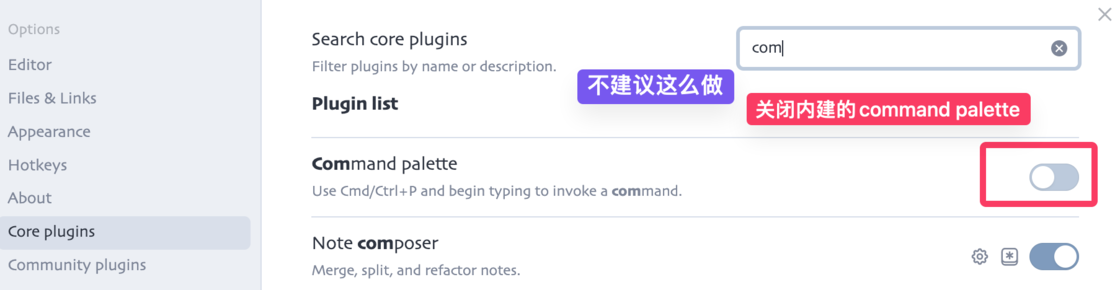 Options
Editor
Files & Links
Appearance
Hotkeys
About
Core plugins
Community plugins
Search core plugins
Filter plugins by name or description.
com
不建议这么做
关闭内建的command palette
Plugin list
Command palette
Use Cmd/Ctrl+P and begin typing to invoke a command.
Note composer
Merge, split, and refactor notes.